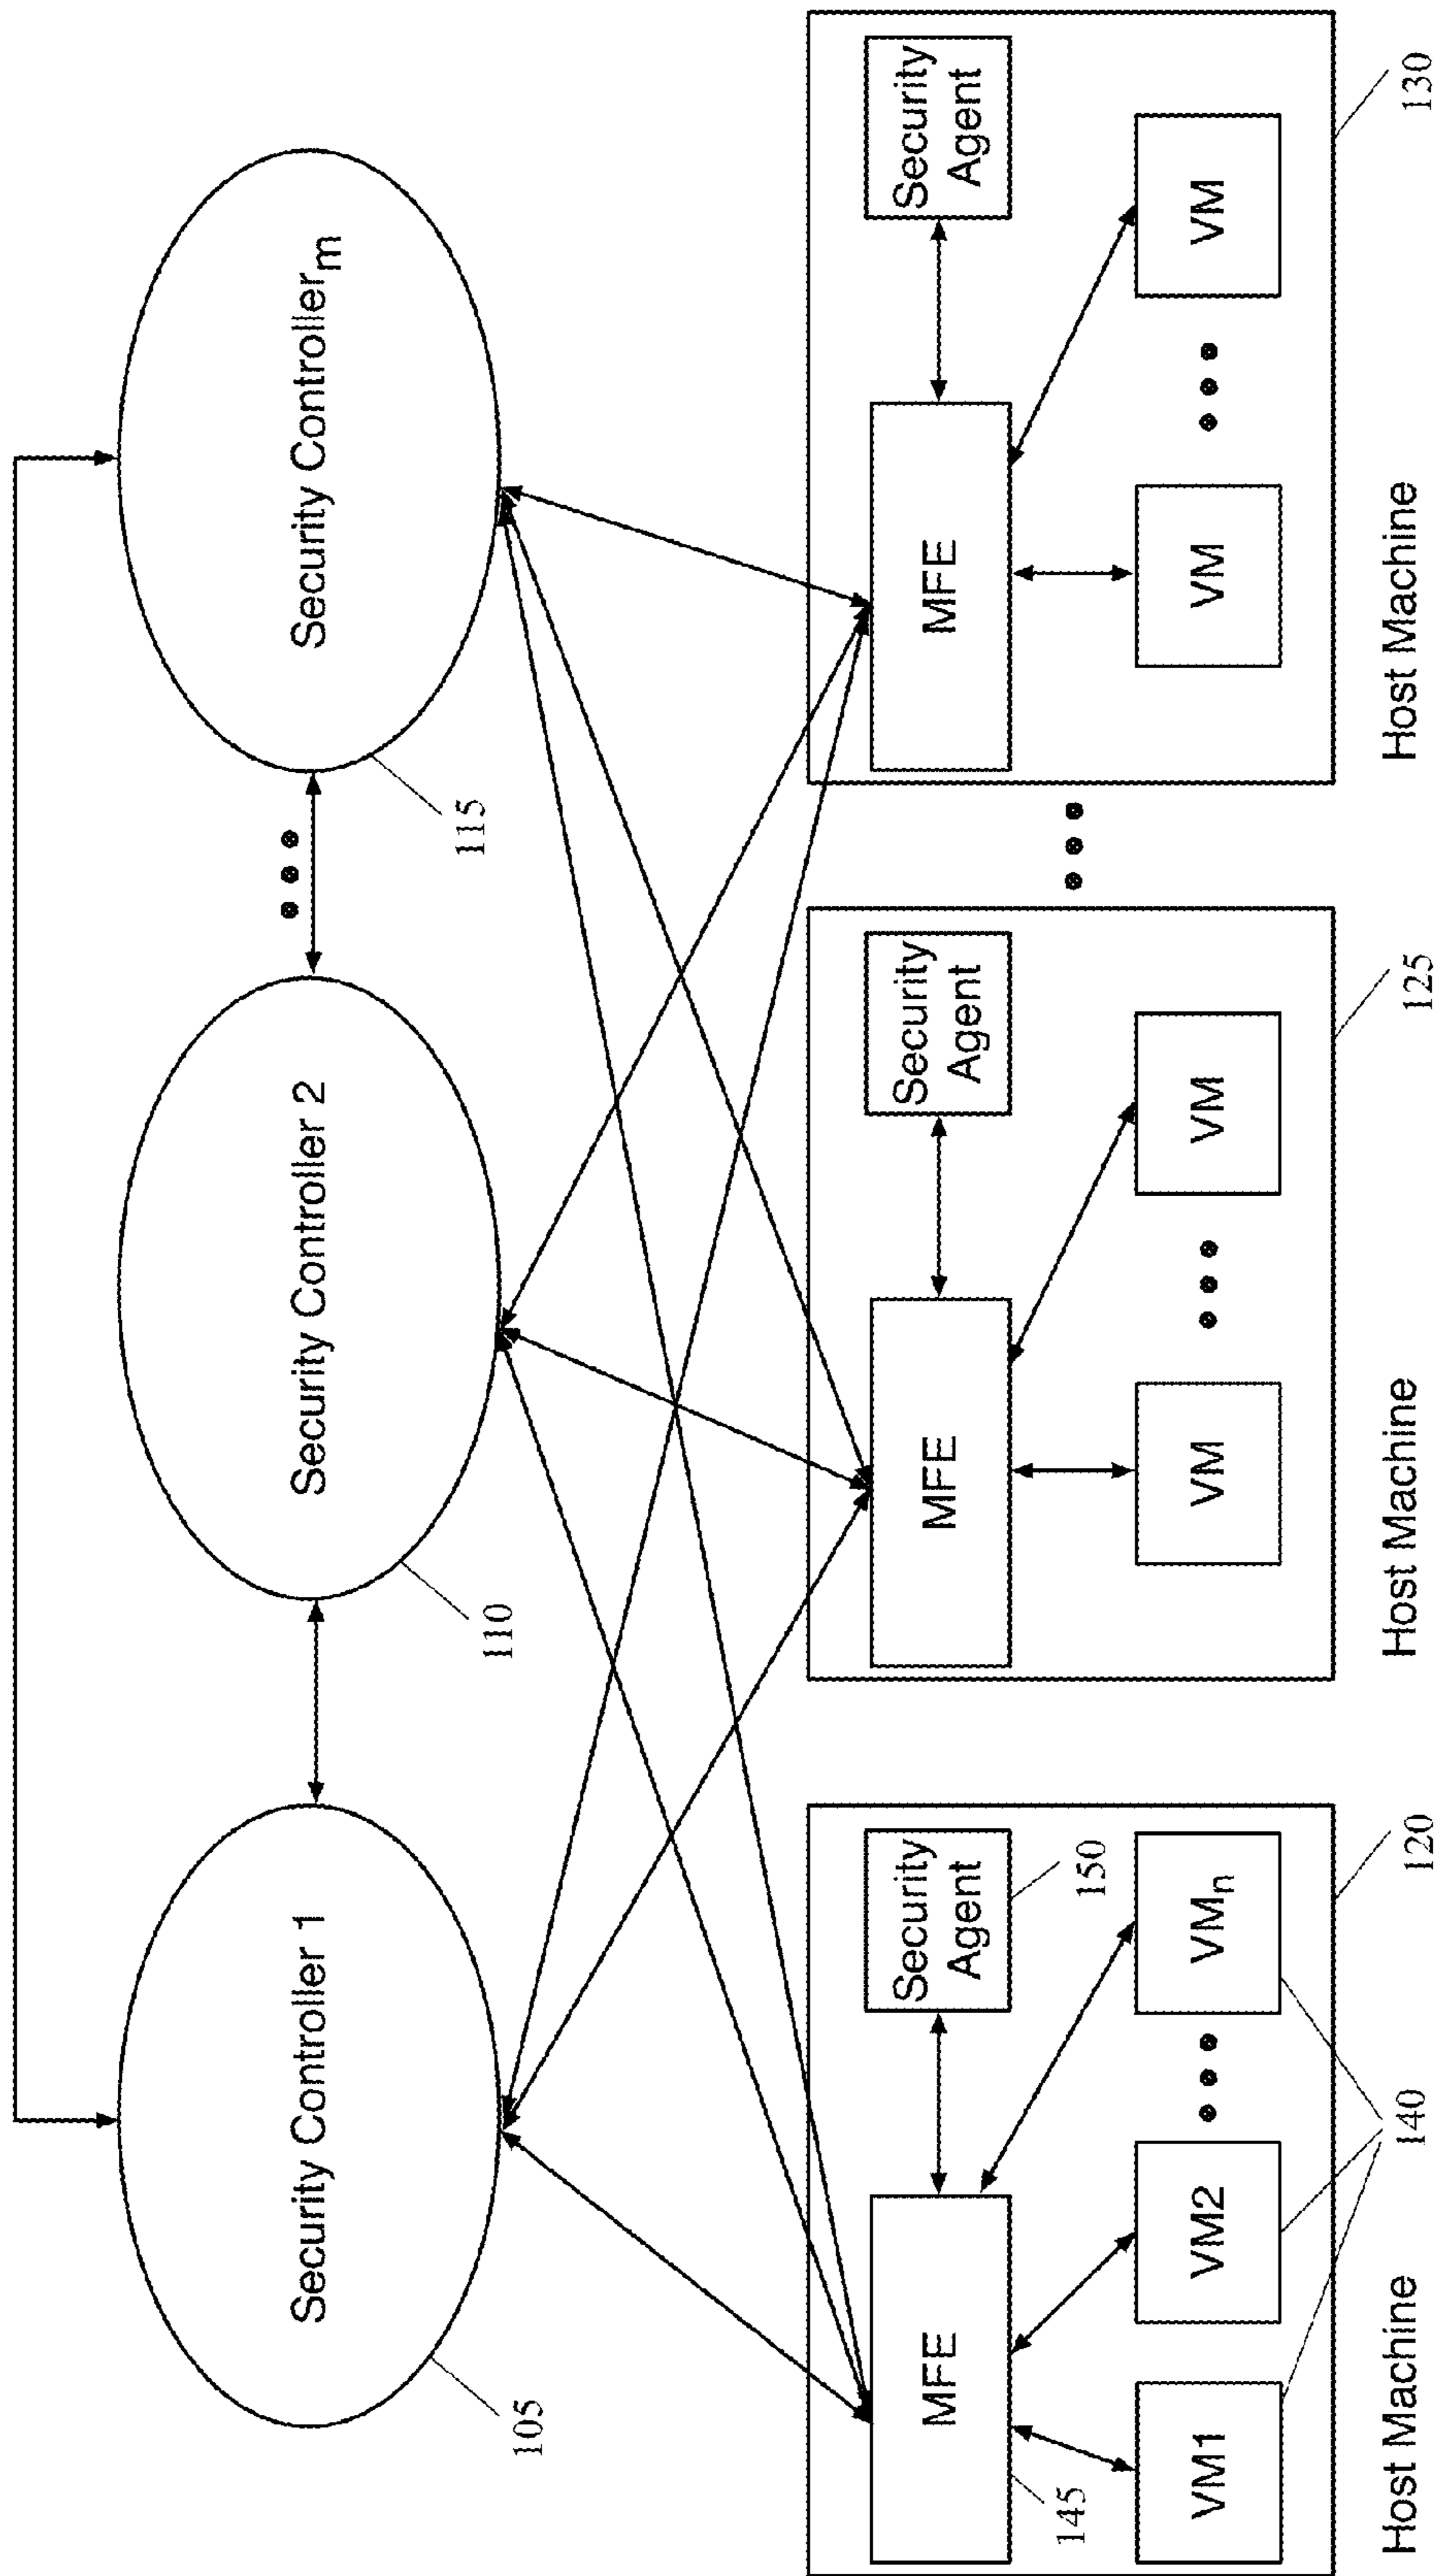 Security Controller 1
Security Controller 2
Security Controllerm
105
110
115
MFE
Security
Agent
MFE
Security
Agent
MFE
Security
Agent
145
150
VM1
VM2
VMn
VM
VM
VM
VM
140
120
125
130
Host Machine
Host Machine
Host Machine